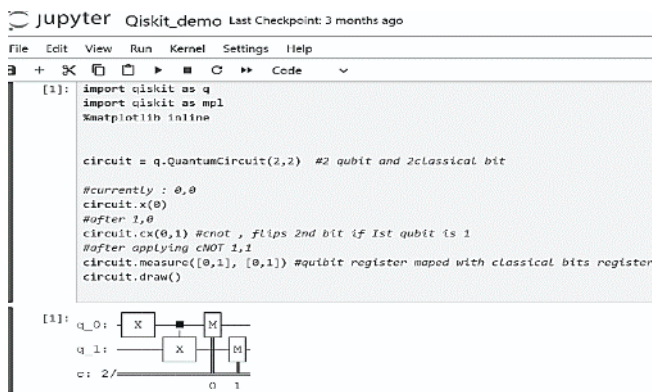 jupyter Qiskit_demo Last Checkpoint: 3 months ago
File Edit View Run Kernel Settings Help
Code
[1]: import qiskit as q
import qiskit as mpl
%matplotlib inline
circuit = q.QuantumCircuit(2,2) #2 qubit and 2classical bit
#currently : 0,0
circuit.x(0)
#after 1,0
circuit.cx(0,1) #cnot , flips 2nd bit if Ist qubit is 1
#after applying cNOT 1,1
circuit.measure([0,1], [0,1]) #quibit register maped with classical bits register
circuit.draw()
[1]:
q_0: X M
q_1: X M
c: 2/
0 1